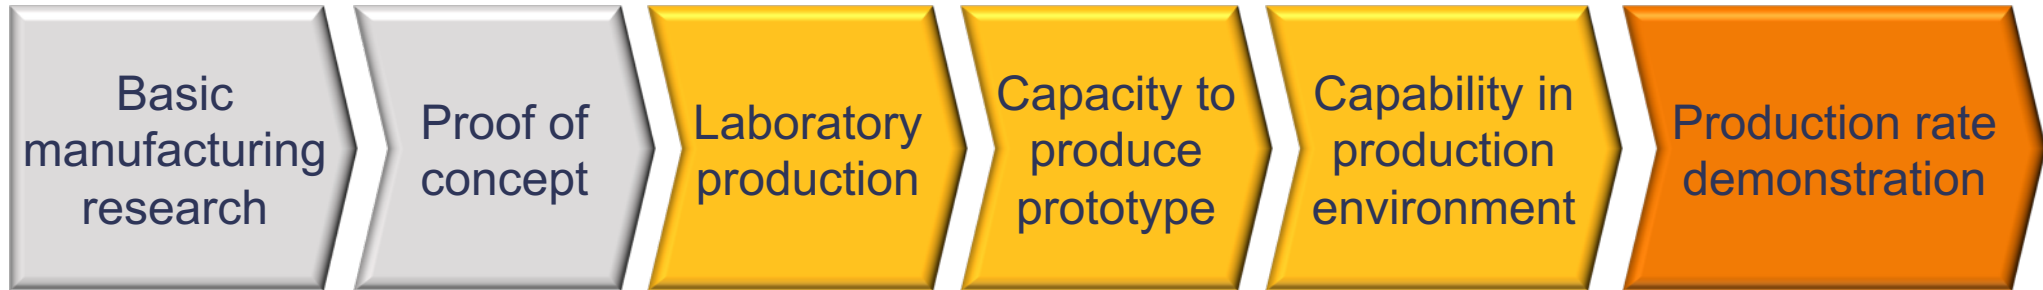 Basic
manufacturing
research
Proof of
concept
Laboratory
production
Capacity to
produce
prototype
Capability in
production
environment
Production rate
demonstration